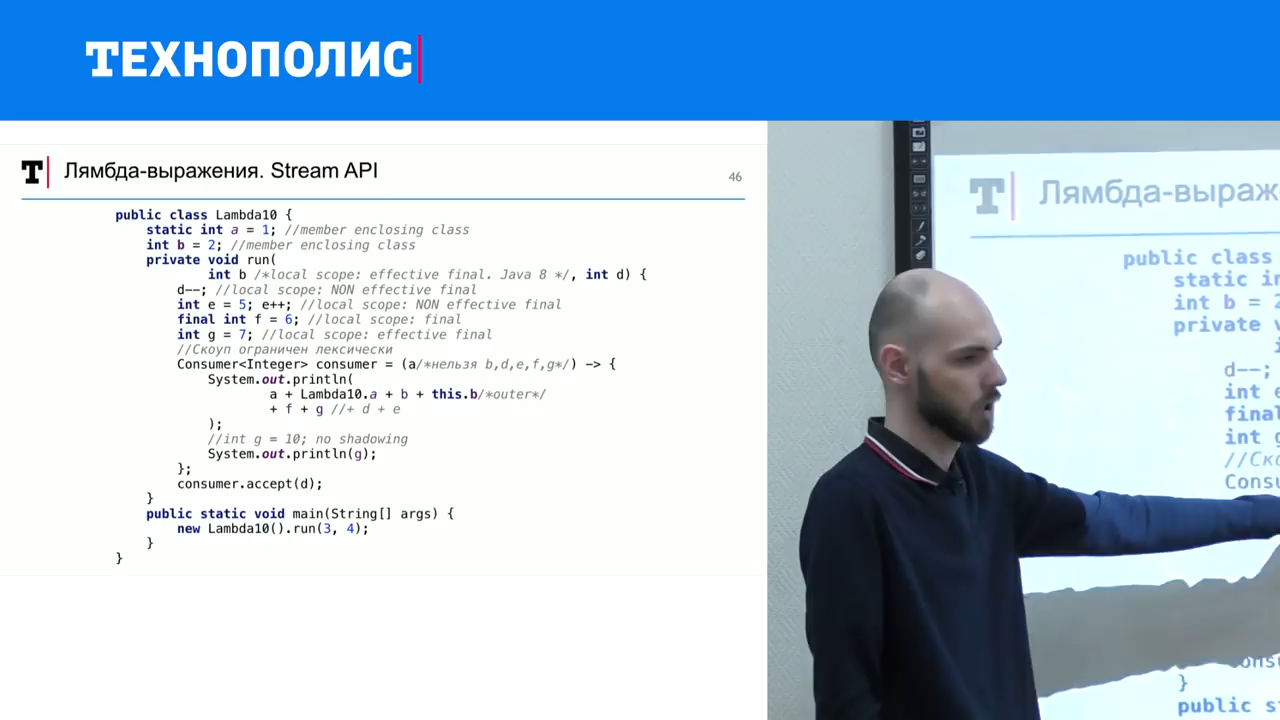 ТЕХНОПОЛИС
Т Лямбда-выражения. Stream API
46
public class Lambda10 {
static int a = 1; //member enclosing class
int b = 2; //member enclosing class
private void run(
int b /*local scope: effective final. Java 8 */, int d) {
d--; //local scope: NON effective final
int e = 5; e++; //local scope: NON effective final
final int f = 6; //local scope: final
int g = 7; //local scope: effective final
//Скоуп ограничен лексически
Consumer<Integer> consumer = (a/*нельзя b,d,e,f,g*/) -> {
System.out.println(
a + Lambda10.a + b + this.b/*outer*/
+ f + g //+ d + e
);
//int g = 10; no shadowing
System.out.println(g);
};
consumer.accept(d);
}
public static void main(String[] args) {
new Lambda10().run(3, 4);
}
}
Т Лямбда-выраже
public class
static in
int b = 2
private v
i
d--;
int e
final
int g
//Ско
Consu
consu
}
public s